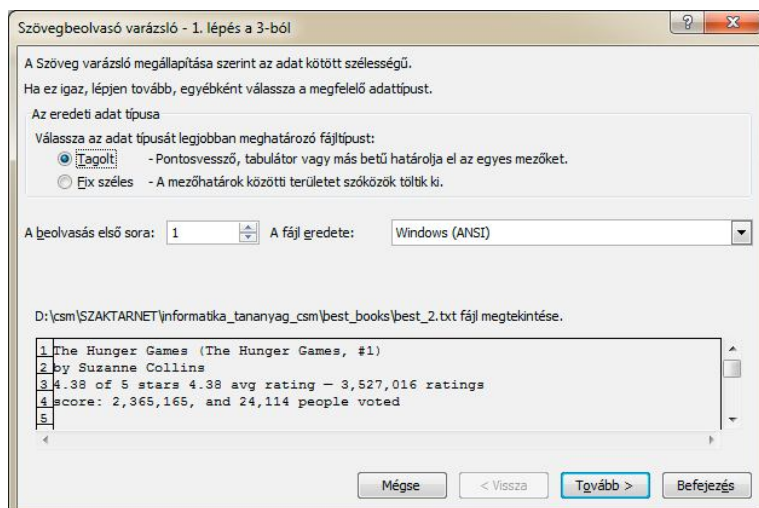 Szövegbeolvasó varázsló - 1. lépés a 3-ból
A Szöveg varázsló megállapítása szerint az adat kötött szélességű.
Ha ez igaz, lépjen tovább, egyébként válassza a megfelelő adattípust.
Az eredeti adat típusa
Válassza az adat típusát legjobban meghatározó fájltípust:
Tagolt - Pontosvessző, tabulátor vagy más betű határolja el az egyes mezőket.
Fix széles - A mezőhatárok közötti területet szóközök töltik ki.
A beolvasás első sora: 1 A fájl eredete: Windows (ANSI)
D:\csm\SZAKTARNET\informatika_tananyag_csm\best_books\best_2.txt fájl megtekintése.
1 The Hunger Games (The Hunger Games, #1)
2 by Suzanne Collins
3 4.38 of 5 stars 4.38 avg rating — 3,527,016 ratings
4 score: 2,365,165, and 24,114 people voted
5
Mégse < Vissza Tovább > Befejezés